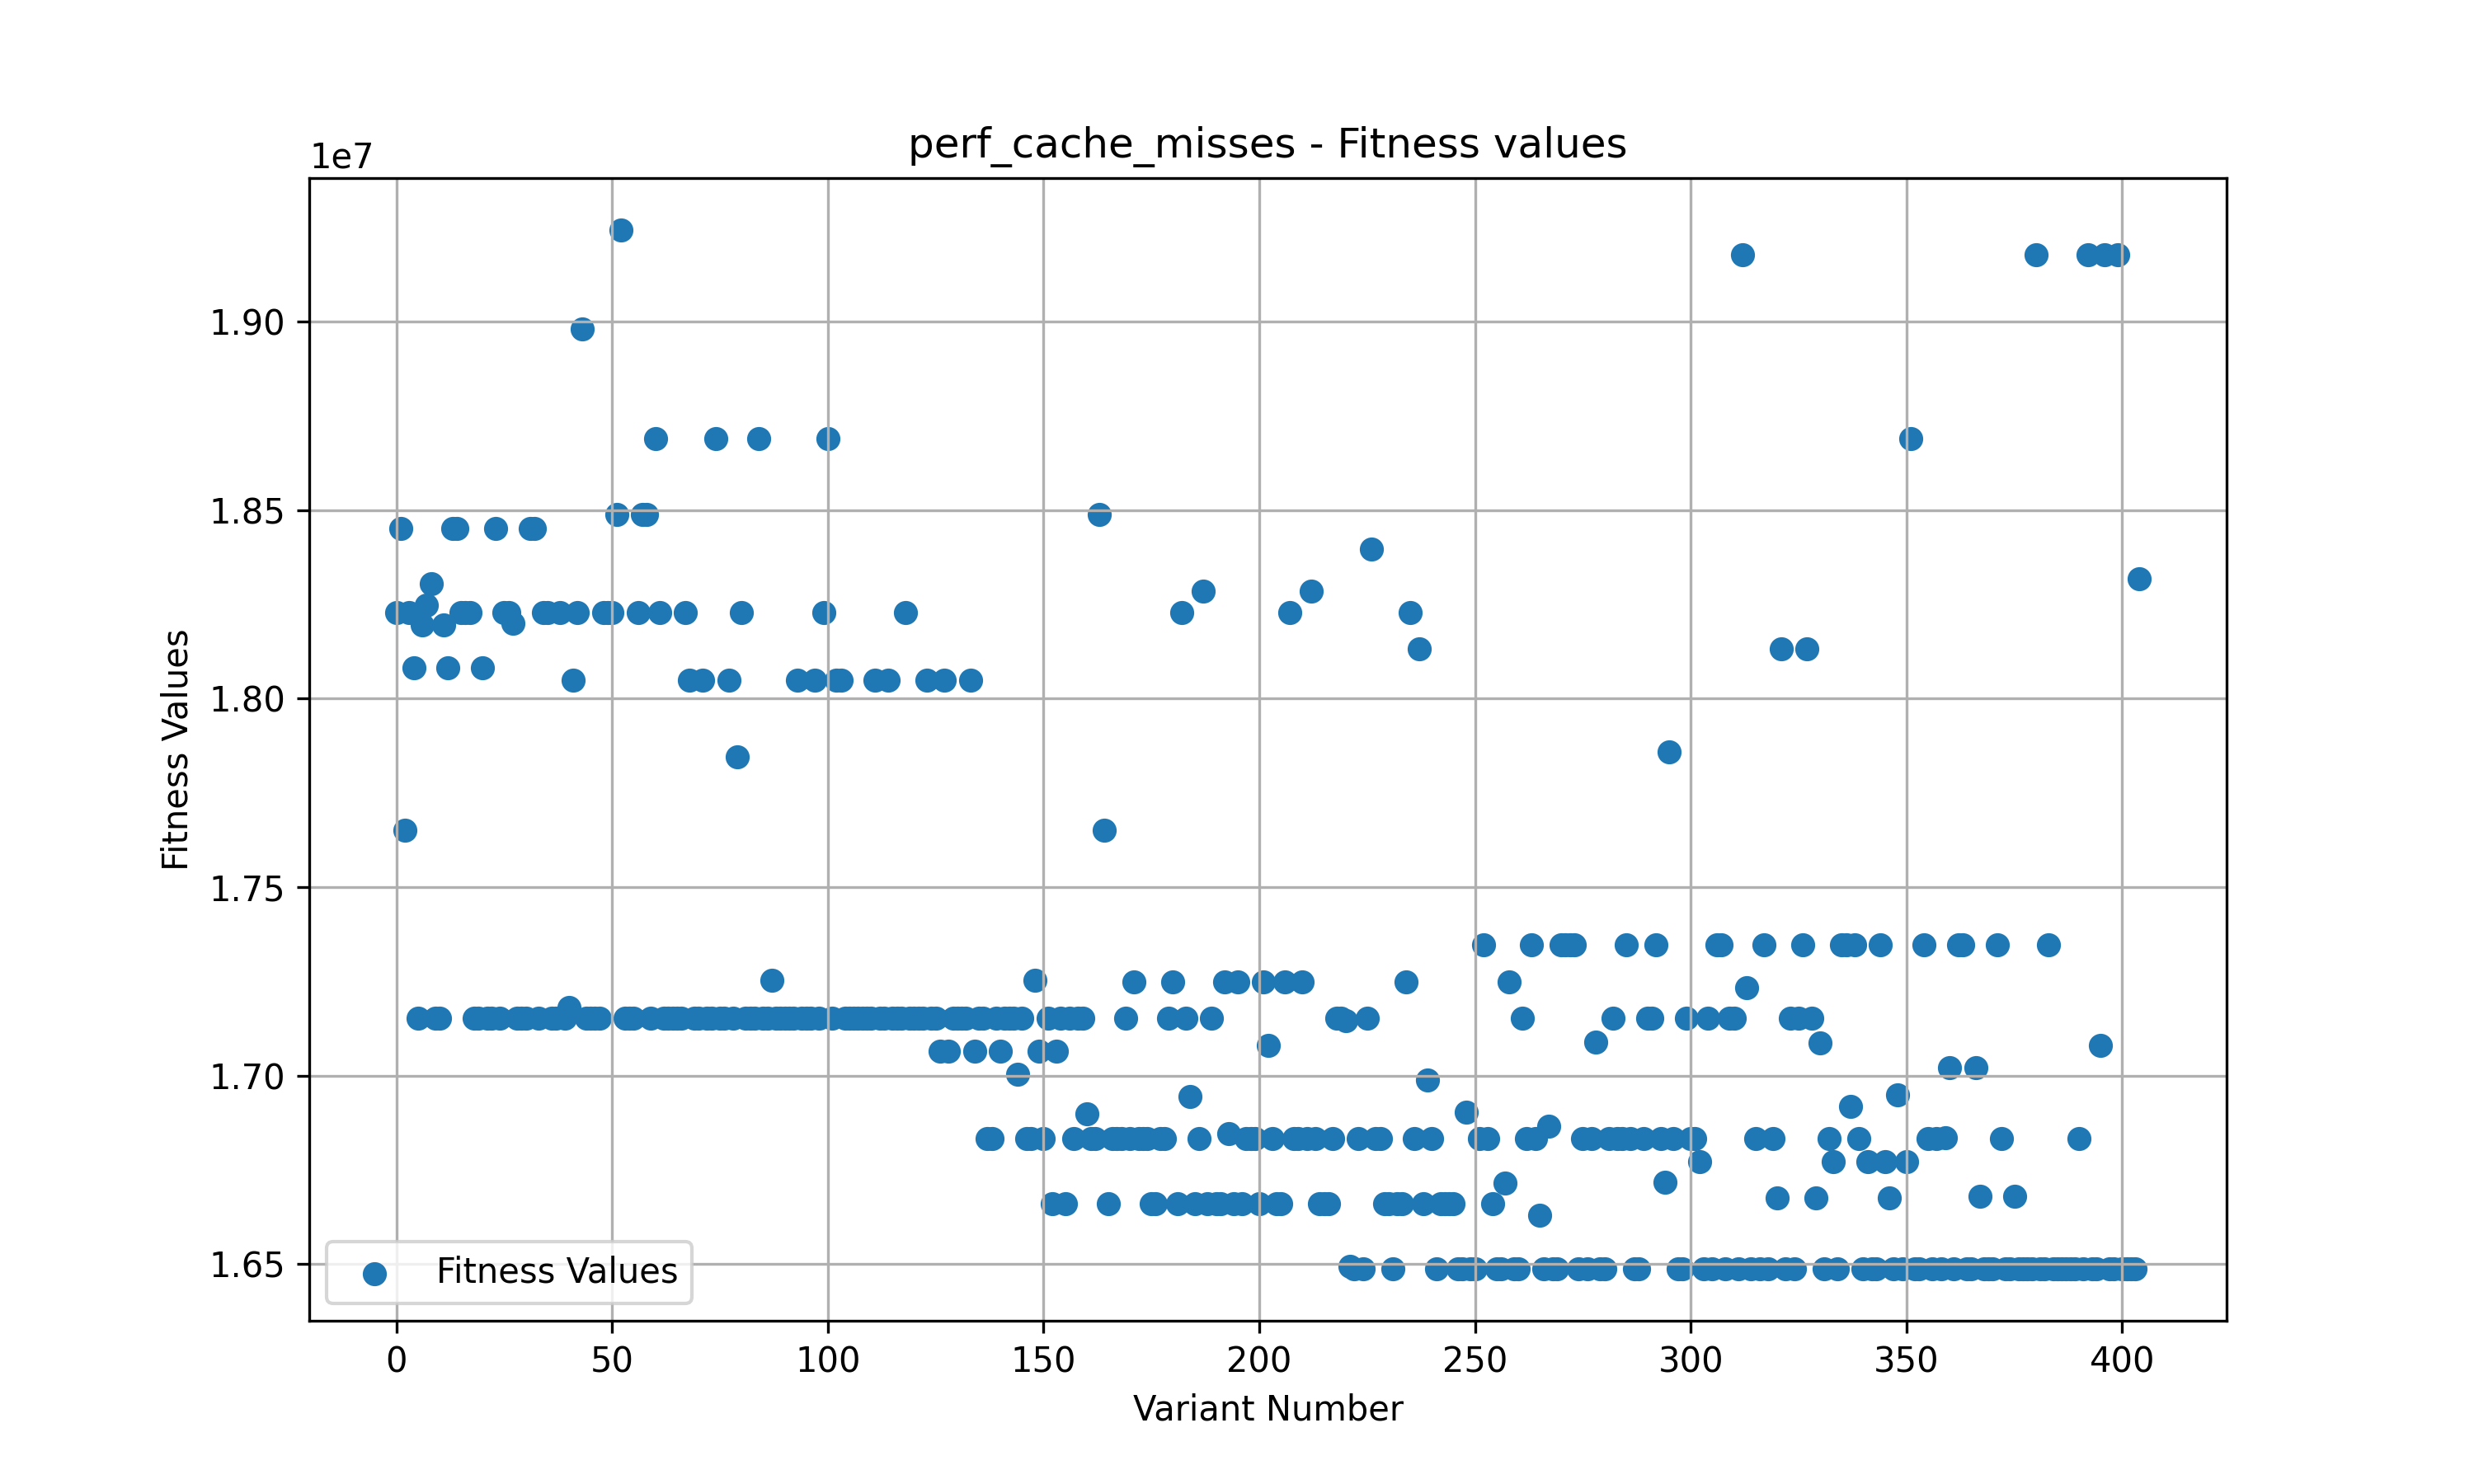 perf_cache_misses - Fitness values
1e7
1.90
1.85
1.80
1.75
1.70
1.65
Fitness Values
Fitness Values
0 50 100 150 200 250 300 350 400
Variant Number